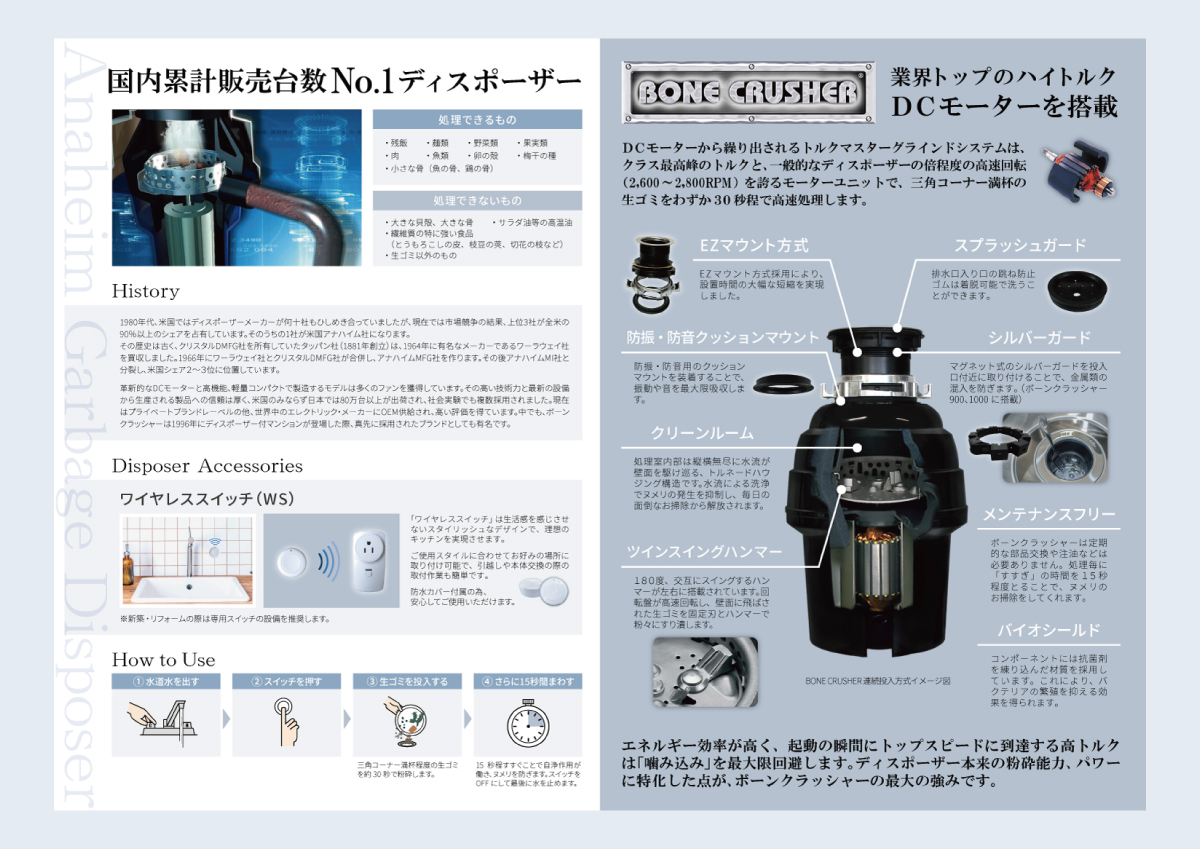 Anaheim Garbage Disposer
国内累計販売台数No.1ディスポーザー
処理できるもの
・残飯 ・麺類 ・野菜類 ・果実類
・肉 ・魚類 ・卵の殻 ・梅干の種
・小さな骨（魚の骨、鶏の骨）
処理できないもの
・大きな貝殻、大きな骨 ・サラダ油等の高温油
・繊維質の特に強い食品
（とうもろこしの皮、枝豆の莢、切花の枝など）
・生ゴミ以外のもの
History
1980年代、米国ではディスポーザーメーカーが何十社もひしめき合っていましたが、現在では市場競争の結果、上位3社が全米の
90%以上のシェアを占有しています。そのうちの1社が米国アナハイム社になります。
その歴史は古く、クリスタルDMFG社を所有していたタッパン社（1881年創立）は、1964年に有名なメーカーであるワーラウェイ社
を買収しました。1966年にワーラウェイ社とクリスタルDMFG社が合併し、アナハイムMFG社を作ります。その後アナハイムMI社と
分裂し、米国シェア2〜3位に位置しています。
革新的なDCモーターと高機能、軽量コンパクトで製造するモデルは多くのファンを獲得しています。その高い技術力と最新の設備
から生産される製品への信頼は厚く、米国のみならず日本では80万台以上が出荷され、社会実験でも複数採用されました。現在
はプライベートブランドレーベルの他、世界中のエレクトリック・メーカーにOEM供給され、高い評価を得ています。中でも、ボーン
クラッシャーは1996年にディスポーザー付マンションが登場した際、真先に採用されたブランドとしても有名です。
Disposer Accessories
ワイヤレススイッチ（WS）
「ワイヤレススイッチ」は生活感を感じさせ
ないスタイリッシュなデザインで、理想の
キッチンを実現させます。
ご使用スタイルに合わせてお好みの場所に
取り付け可能で、引越しや本体交換の際の
取付作業も簡単です。
防水カバー付属の為、
安心してご使用いただけます。
※新築・リフォームの際は専用スイッチの設備を推奨します。
How to Use
①水道水を出す
②スイッチを押す
③生ゴミを投入する
④さらに15秒間まわす
三角コーナー満杯程度の生ゴミ
を約30秒で粉砕します。
15秒程すすぐことで自浄作用が
働き、ヌメリを防ぎます。スイッチを
OFFにして最後に水を止めます。
BONE CRUSHER®
業界トップのハイトルク
DCモーターを搭載
DCモーターから繰り出されるトルクマスターグラインドシステムは、
クラス最高峰のトルクと、一般的なディスポーザーの倍程度の高速回転
（2,600〜2,800RPM）を誇るモーターユニットで、三角コーナー満杯の
生ゴミをわずか30秒程で高速処理します。
EZマウント方式
EZマウント方式採用により、
設置時間の大幅な短縮を実現
しました。
スプラッシュガード
排水口入り口の跳ね防止
ゴムは着脱可能で洗うこ
とができます。
防振・防音クッションマウント
防振・防音用のクッション
マウントを装着することで、
振動や音を最大限吸収しま
す。
シルバーガード
マグネット式のシルバーガードを投入
口付近に取り付けることで、金属類の
混入を防ぎます。（ボーンクラッシャー
900、1000に搭載）
クリーンルーム
処理室内部は縦横無尽に水流が
壁面を駆け巡る、トルネードハウ
ジング構造です。水流による洗浄
でヌメリの発生を抑制し、毎日の
面倒なお掃除から解放されます。
メンテナンスフリー
ボーンクラッシャーは定期
的な部品交換や注油などは
必要ありません。処理毎に
「すすぎ」の時間を15秒
程度とることで、ヌメリの
お掃除をしてくれます。
ツインスイングハンマー
180度、交互にスイングするハン
マーが左右に搭載されています。回
転盤が高速回転し、壁面に飛ばさ
れた生ゴミを固定刃とハンマーで
粉々にすり潰します。
バイオシールド
コンポーネントには抗菌剤
を練り込んだ材質を採用し
ています。これにより、バ
クテリアの繁殖を抑える効
果を得られます。
BONE CRUSHER連続投入方式イメージ図
エネルギー効率が高く、起動の瞬間にトップスピードに到達する高トルク
は「噛み込み」を最大限回避します。ディスポーザー本来の粉砕能力、パワー
に特化した点が、ボーンクラッシャーの最大の強みです。